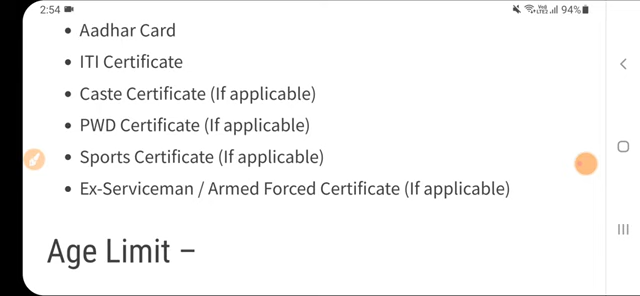 2:54 94%
Aadhar Card
ITI Certificate
Caste Certificate (If applicable)
PWD Certificate (If applicable)
Sports Certificate (If applicable)
Ex-Serviceman / Armed Forced Certificate (If applicable)
Age Limit –